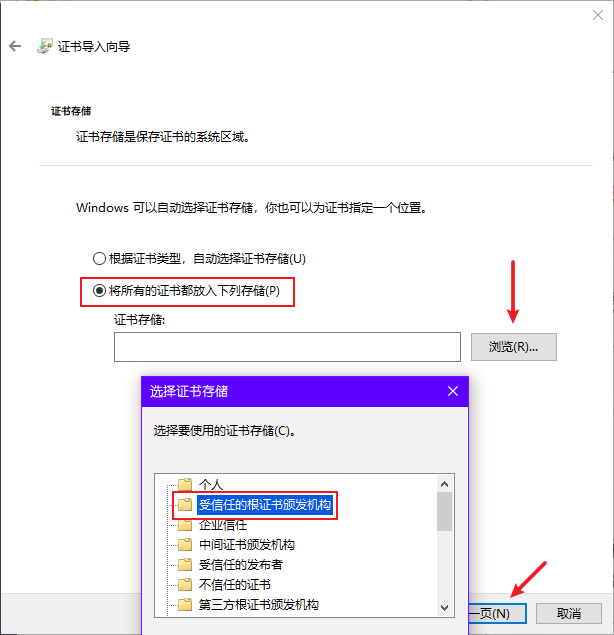 证书导入向导
证书存储
证书存储是保存证书的系统区域。
Windows 可以自动选择证书存储，你也可以为证书指定一个位置。
根据证书类型，自动选择证书存储(U)
将所有的证书都放入下列存储(P)
证书存储:
浏览(R)...
选择证书存储
选择要使用的证书存储(C)。
个人
受信任的根证书颁发机构
企业信任
中间证书颁发机构
受信任的发布者
不信任的证书
第三方根证书颁发机构
一页(N)
取消